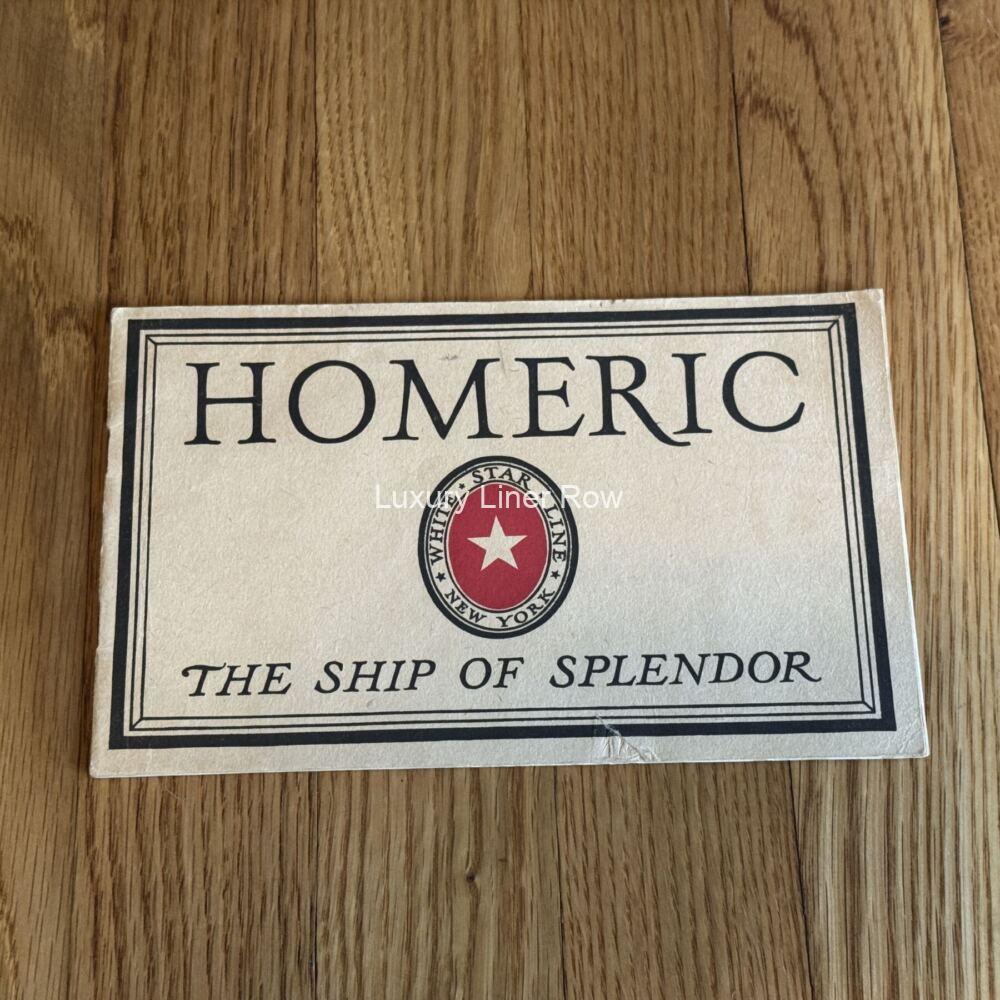 HOMERIC
★ WHITE ★ STAR LINE ★
NEW YORK
Luxury Liner Row
THE SHIP OF SPLENDOR